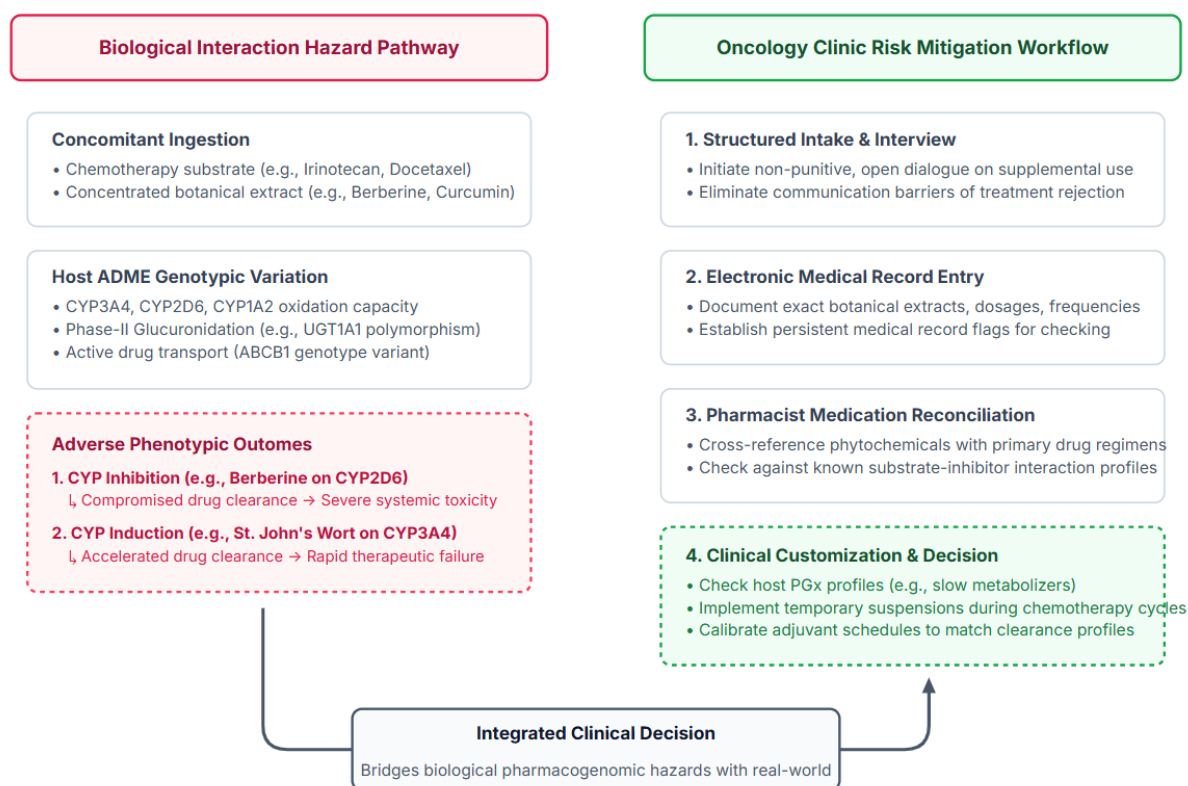 Biological Interaction Hazard Pathway
Concomitant Ingestion
• Chemotherapy substrate (e.g., Irinotecan, Docetaxel)
• Concentrated botanical extract (e.g., Berberine, Curcumin)
Host ADME Genotypic Variation
• CYP3A4, CYP2D6, CYP1A2 oxidation capacity
• Phase-II Glucuronidation (e.g., UGT1A1 polymorphism)
• Active drug transport (ABCB1 genotype variant)
Adverse Phenotypic Outcomes
1. CYP Inhibition (e.g., Berberine on CYP2D6)
↳ Compromised drug clearance → Severe systemic toxicity
2. CYP Induction (e.g., St. John's Wort on CYP3A4)
↳ Accelerated drug clearance → Rapid therapeutic failure
Oncology Clinic Risk Mitigation Workflow
1. Structured Intake & Interview
• Initiate non-punitive, open dialogue on supplemental use
• Eliminate communication barriers of treatment rejection
2. Electronic Medical Record Entry
• Document exact botanical extracts, dosages, frequencies
• Establish persistent medical record flags for checking
3. Pharmacist Medication Reconciliation
• Cross-reference phytochemicals with primary drug regimens
• Check against known substrate-inhibitor interaction profiles
4. Clinical Customization & Decision
• Check host PGx profiles (e.g., slow metabolizers)
• Implement temporary suspensions during chemotherapy cycles
• Calibrate adjuvant schedules to match clearance profiles
Integrated Clinical Decision
Bridges biological pharmacogenomic hazards with real-world